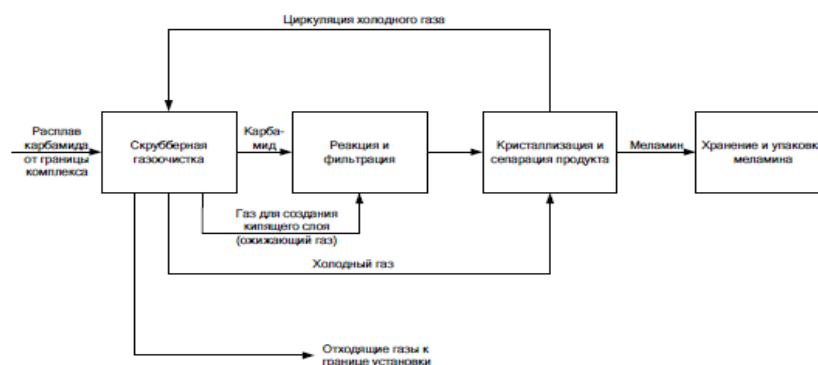 Циркуляция холодного газа
Расплав
карбамида
от границы
комплекса
Скрубберная
газоочистка
Карба-
мид
Реакция и
фильтрация
Кристаллизация и
сепарация продукта
Меламин
Хранение и упаковка
меламина
Газ для создания
кипящего слоя
(ожижающий газ)
Холодный газ
Отходящие газы к
границе установки